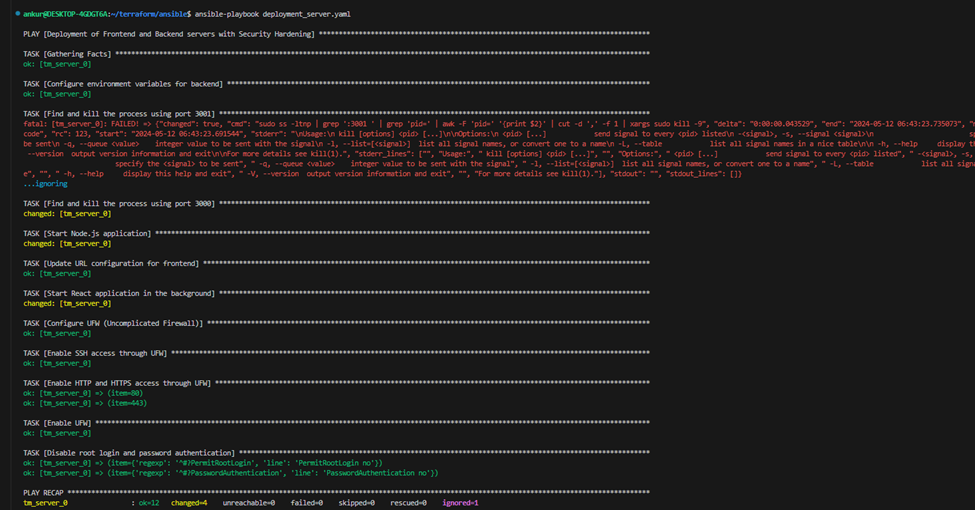 ankur@DESKTOP-4GDGT6A:~/terraform/ansible$ ansible-playbook deployment_server.yaml
PLAY [Deployment of Frontend and Backend servers with Security Hardening] ****************************************************************************
TASK [Gathering Facts] ****************************************************************************
ok: [tm_server_0]
TASK [Configure environment variables for backend] ****************************************************************************
ok: [tm_server_0]
TASK [Find and kill the process using port 3001] ****************************************************************************
fatal: [tm_server_0]: FAILED! => {"changed": true, "cmd": "sudo ss -ltnp | grep ':3001 ' | grep 'pid=' | awk -F 'pid=' '{print $2}' | cut -d ',' -f 1 | xargs sudo kill -9", "delta": "0:00:00.043529", "end": "2024-05-12 06:43:23.735073",
code", "rc": 123, "start": "2024-05-12 06:43:23.691544", "stderr": "\nUsage:\n kill [options] <pid> [...]\n\nOptions:\n <pid> [...]            send signal to every <pid> listed\n -<signal>, -s, --signal <signal>\n
be sent\n -q, --queue <value>    integer value to be sent with the signal\n -l, --list=[<signal>]  list all signal names, or convert one to a name\n -L, --table            list all signal names in a nice table\n\n -h, --help     display
--version  output version information and exit\n\nFor more details see kill(1).", "stderr_lines": ["", "Usage:", " kill [options] <pid> [...]", "", "Options:", " <pid> [...]            send signal to every <pid> listed", " -<signal>, -s,
specify the <signal> to be sent", " -q, --queue <value>    integer value to be sent with the signal", " -l, --list=[<signal>]  list all signal names, or convert one to a name", " -L, --table            list all
e", "", " -h, --help     display this help and exit", " -V, --version  output version information and exit", "", "For more details see kill(1)."], "stdout": "", "stdout_lines": []}
...ignoring
TASK [Find and kill the process using port 3000] ****************************************************************************
changed: [tm_server_0]
TASK [Start Node.js application] ****************************************************************************
changed: [tm_server_0]
TASK [Update URL configuration for frontend] ****************************************************************************
ok: [tm_server_0]
TASK [Start React application in the background] ****************************************************************************
changed: [tm_server_0]
TASK [Configure UFW (Uncomplicated Firewall)] ****************************************************************************
ok: [tm_server_0]
TASK [Enable SSH access through UFW] ****************************************************************************
ok: [tm_server_0]
TASK [Enable HTTP and HTTPS access through UFW] ****************************************************************************
ok: [tm_server_0] => (item=80)
ok: [tm_server_0] => (item=443)
TASK [Enable UFW] ****************************************************************************
ok: [tm_server_0]
TASK [Disable root login and password authentication] ****************************************************************************
ok: [tm_server_0] => (item={'regexp': '^#?PermitRootLogin', 'line': 'PermitRootLogin no'})
ok: [tm_server_0] => (item={'regexp': '^#?PasswordAuthentication', 'line': 'PasswordAuthentication no'})
PLAY RECAP ****************************************************************************
tm_server_0                : ok=12   changed=4    unreachable=0    failed=0    skipped=0    rescued=0    ignored=1